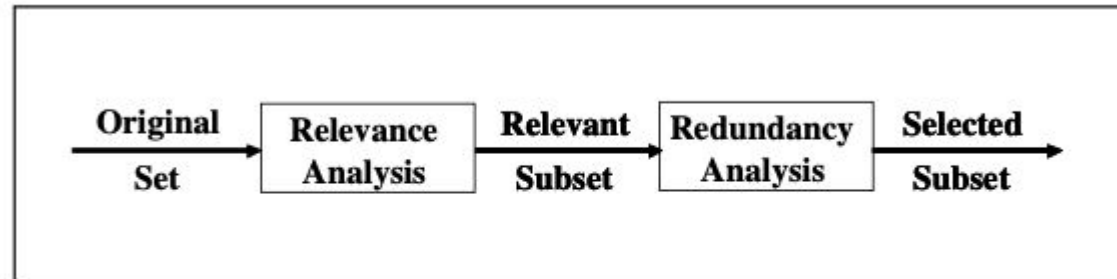 Original
Set
Relevance
Analysis
Relevant
Subset
Redundancy
Analysis
Selected
Subset